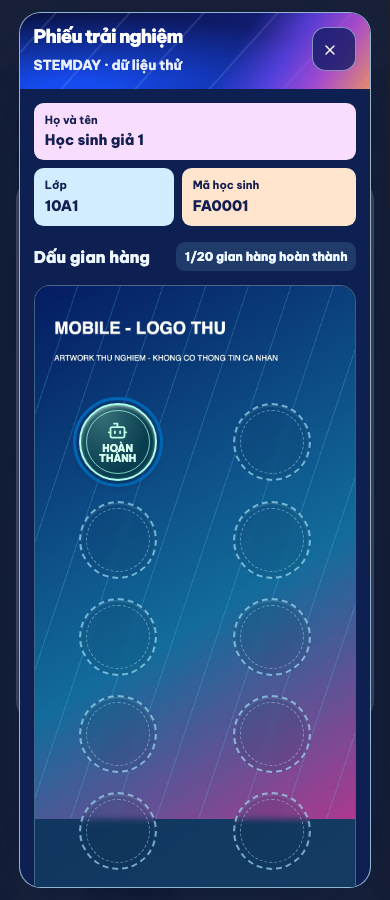 Phiếu trải nghiệm
STEMDAY · dữ liệu thử
Họ và tên
Học sinh giả 1
Lớp
10A1
Mã học sinh
FA0001
Dấu gian hàng
1/20 gian hàng hoàn thành
MOBILE - LOGO THU
ARTWORK THU NGHIEM - KHONG CO THONG TIN CA NHAN
HOÀN
THÀNH